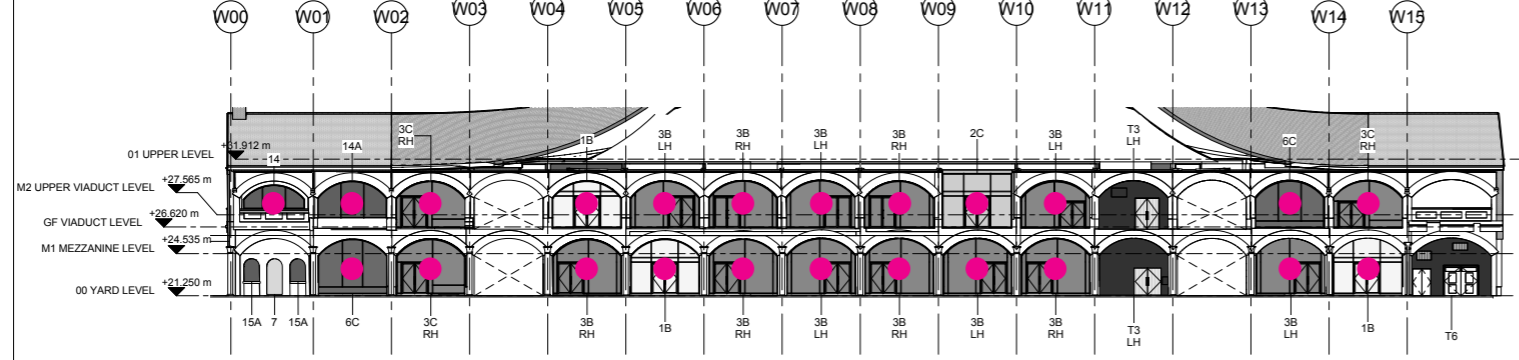 W00 W01 W02 W03 W04 W05 W06 W07 W08 W09 W10 W11 W12 W13 W14 W15
3C
RH
14A
1B
3B
LH
3B
RH
3B
LH
3B
RH
2C
3B
LH
T3
LH
6C
3C
RH
14
01 UPPER LEVEL +31.912 m
M2 UPPER VIADUCT LEVEL +27.565 m
GF VIADUCT LEVEL +26.620 m
M1 MEZZANINE LEVEL +24.535 m
00 YARD LEVEL +21.250 m
15A 7 15A
6C
3C
RH
3B
RH
1B
3B
RH
3B
LH
3B
RH
3B
LH
3B
RH
T3
LH
3B
LH
1B
T6